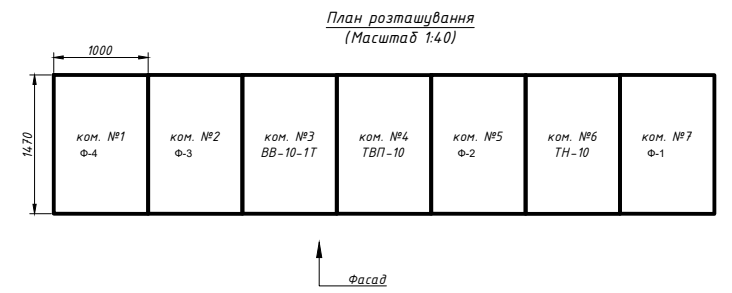 План розташування
(Масштаб 1:40)
1000
1470
ком. №1
Ф-4
ком. №2
Ф-3
ком. №3
ВВ-10-1Т
ком. №4
ТВП-10
ком. №5
Ф-2
ком. №6
ТН-10
ком. №7
Ф-1
Фасад